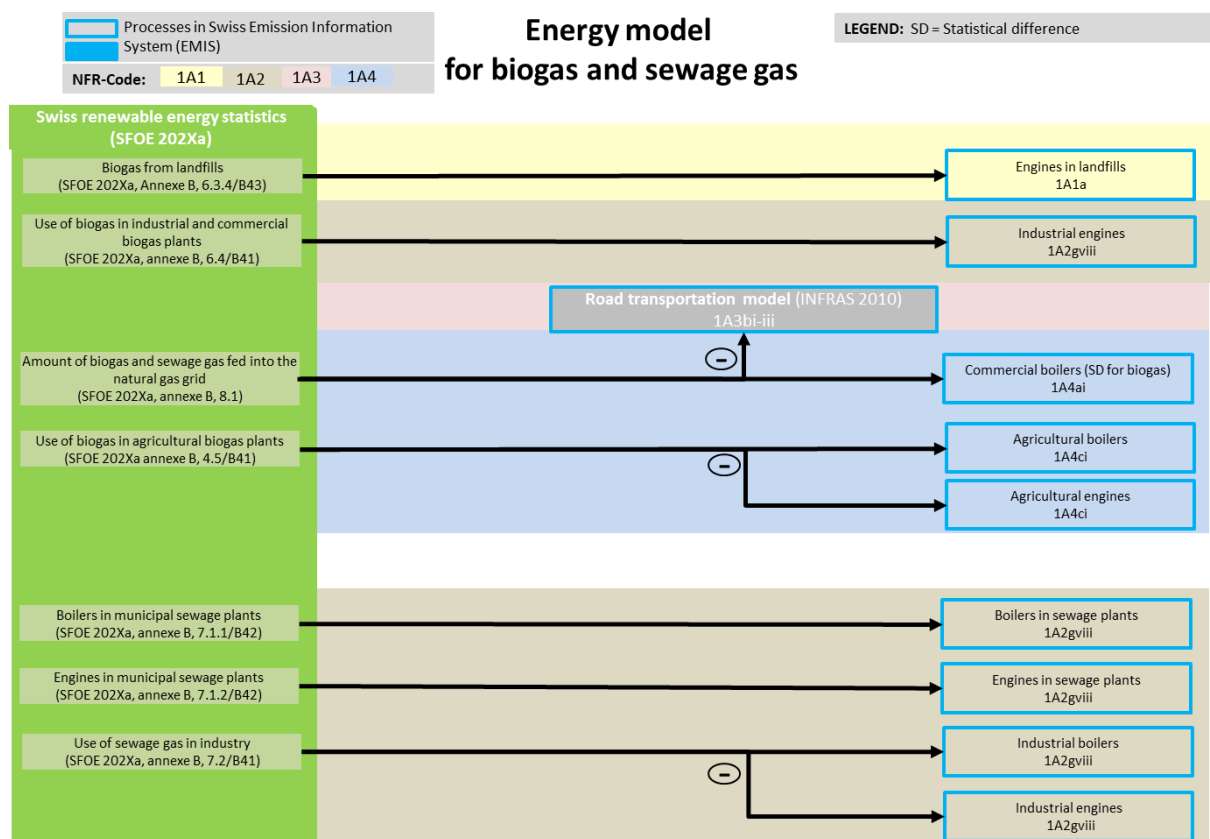 Processes in Swiss Emission Information
System (EMIS)
NFR-Code: 1A1 1A2 1A3 1A4
Energy model
for biogas and sewage gas
LEGEND: SD = Statistical difference
Swiss renewable energy statistics
(SFOE 202Xa)
Biogas from landfills
(SFOE 202Xa, Annexe B, 6.3.4/B43)
Engines in landfills
1A1a
Use of biogas in industrial and commercial
biogas plants
(SFOE 202Xa, annexe B, 6.4/B41)
Industrial engines
1A2gviii
Road transportation model (INFRAS 2010)
1A3bi-iii
Amount of biogas and sewage gas fed into the
natural gas grid
(SFOE 202Xa, annexe B, 8.1)
-
Commercial boilers (SD for biogas)
1A4ai
Use of biogas in agricultural biogas plants
(SFOE 202Xa annexe B, 4.5/B41)
-
Agricultural boilers
1A4ci
Agricultural engines
1A4ci
Boilers in municipal sewage plants
(SFOE 202Xa, annexe B, 7.1.1/B42)
Boilers in sewage plants
1A2gviii
Engines in municipal sewage plants
(SFOE 202Xa, annexe B, 7.1.2/B42)
Engines in sewage plants
1A2gviii
Use of sewage gas in industry
(SFOE 202Xa, annexe B, 7.2/B41)
-
Industrial boilers
1A2gviii
Industrial engines
1A2gviii